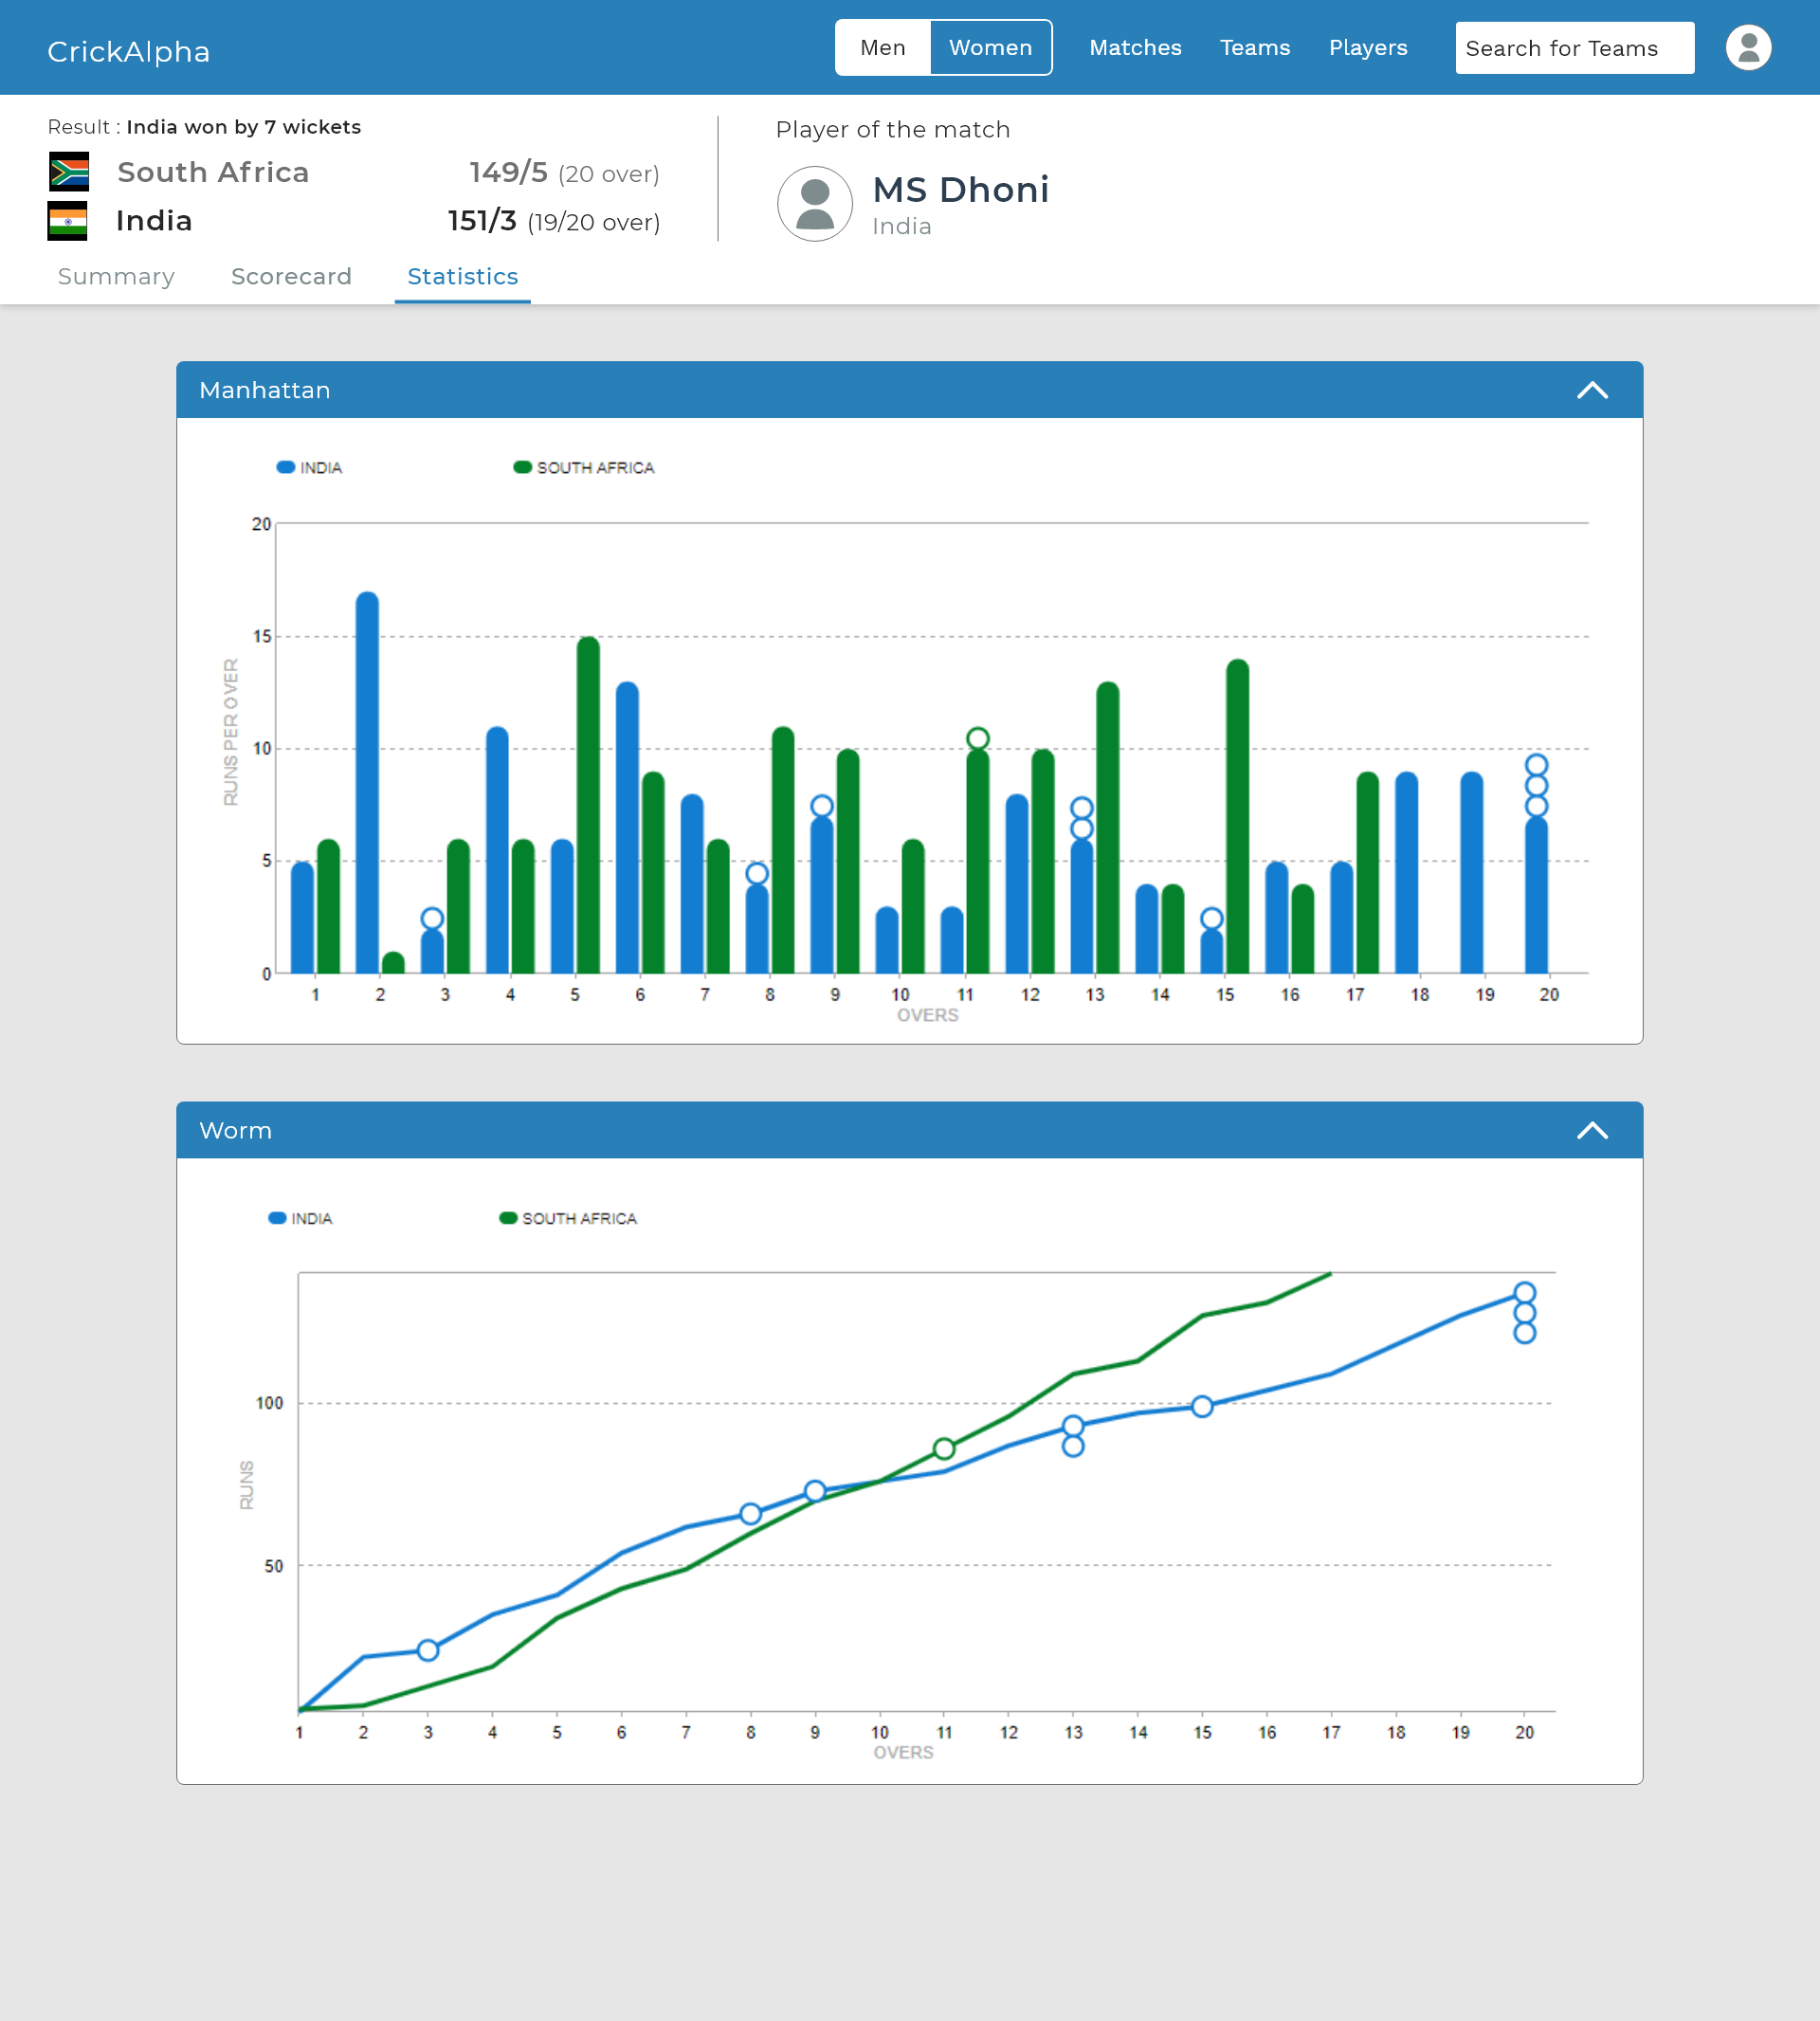 CrickAlpha
Men Women Matches Teams Players Search for Teams
Result : India won by 7 wickets
South Africa 149/5 (20 over)
India 151/3 (19/20 over)
Player of the match
MS Dhoni
India
Summary Scorecard Statistics
Manhattan
INDIA SOUTH AFRICA
20
15
10
5
0
RUNS PER OVER
1 2 3 4 5 6 7 8 9 10 11 12 13 14 15 16 17 18 19 20
OVERS
Worm
INDIA SOUTH AFRICA
100
50
RUNS
1 2 3 4 5 6 7 8 9 10 11 12 13 14 15 16 17 18 19 20
OVERS